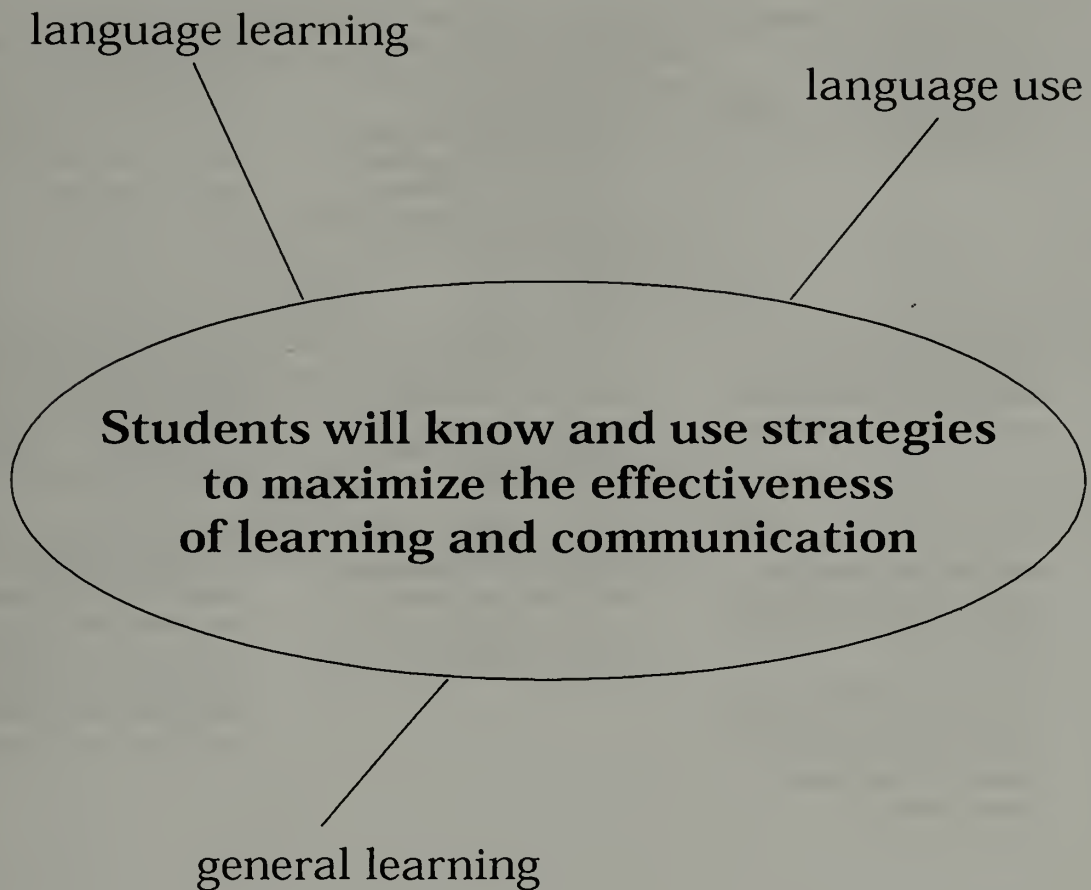 language learning
language use
Students will know and use strategies
to maximize the effectiveness
of learning and communication
general learning